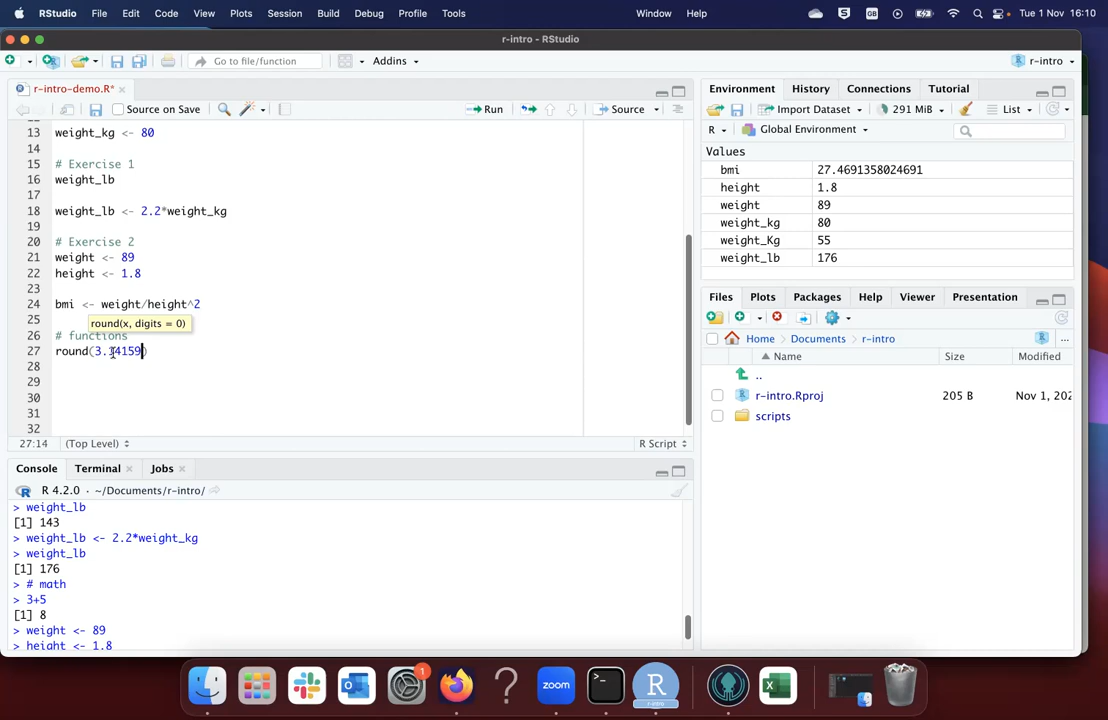 RStudio File Edit Code View Plots Session Build Debug Profile Tools Window Help GB Tue 1 Nov 16:10
r-intro - RStudio
Go to file/function Addins r-intro
r-intro-demo.R*
Source on Save Run Source
13 weight_kg <- 80
14
15 # Exercise 1
16 weight_lb
17
18 weight_lb <- 2.2*weight_kg
19
20 # Exercise 2
21 weight <- 89
22 height <- 1.8
23
24 bmi <- weight/height^2
25 round(x, digits = 0)
26 # functions
27 round(3.14159)
28
29
30
31
32
27:14 (Top Level) R Script
Console Terminal Jobs
R 4.2.0 · ~/Documents/r-intro/
> weight_lb
[1] 143
> weight_lb <- 2.2*weight_kg
> weight_lb
[1] 176
> # math
> 3+5
[1] 8
> weight <- 89
> height <- 1.8
Environment History Connections Tutorial
Import Dataset 291 MiB List
R Global Environment
Values
bmi 27.4691358024691
height 1.8
weight 89
weight_kg 80
weight_Kg 55
weight_lb 176
Files Plots Packages Help Viewer Presentation
Home Documents r-intro ...
Name Size Modified
..
r-intro.Rproj 205 B Nov 1, 202
scripts
1
zoom
R
r-intro